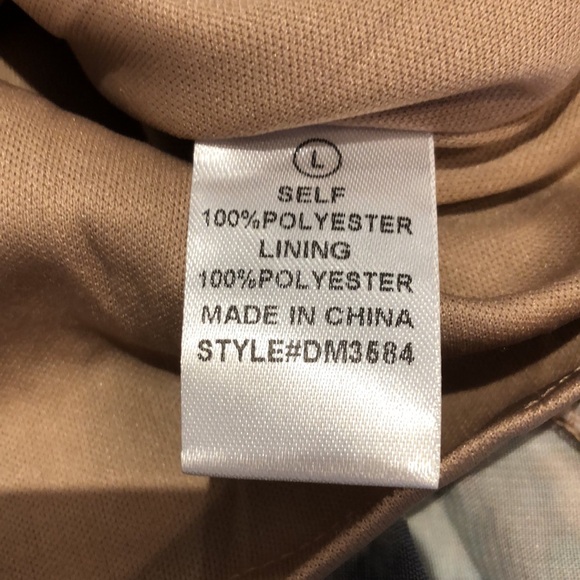 L
SELF
100%POLYESTER
LINING
100%POLYESTER
MADE IN CHINA
STYLE#DM3584